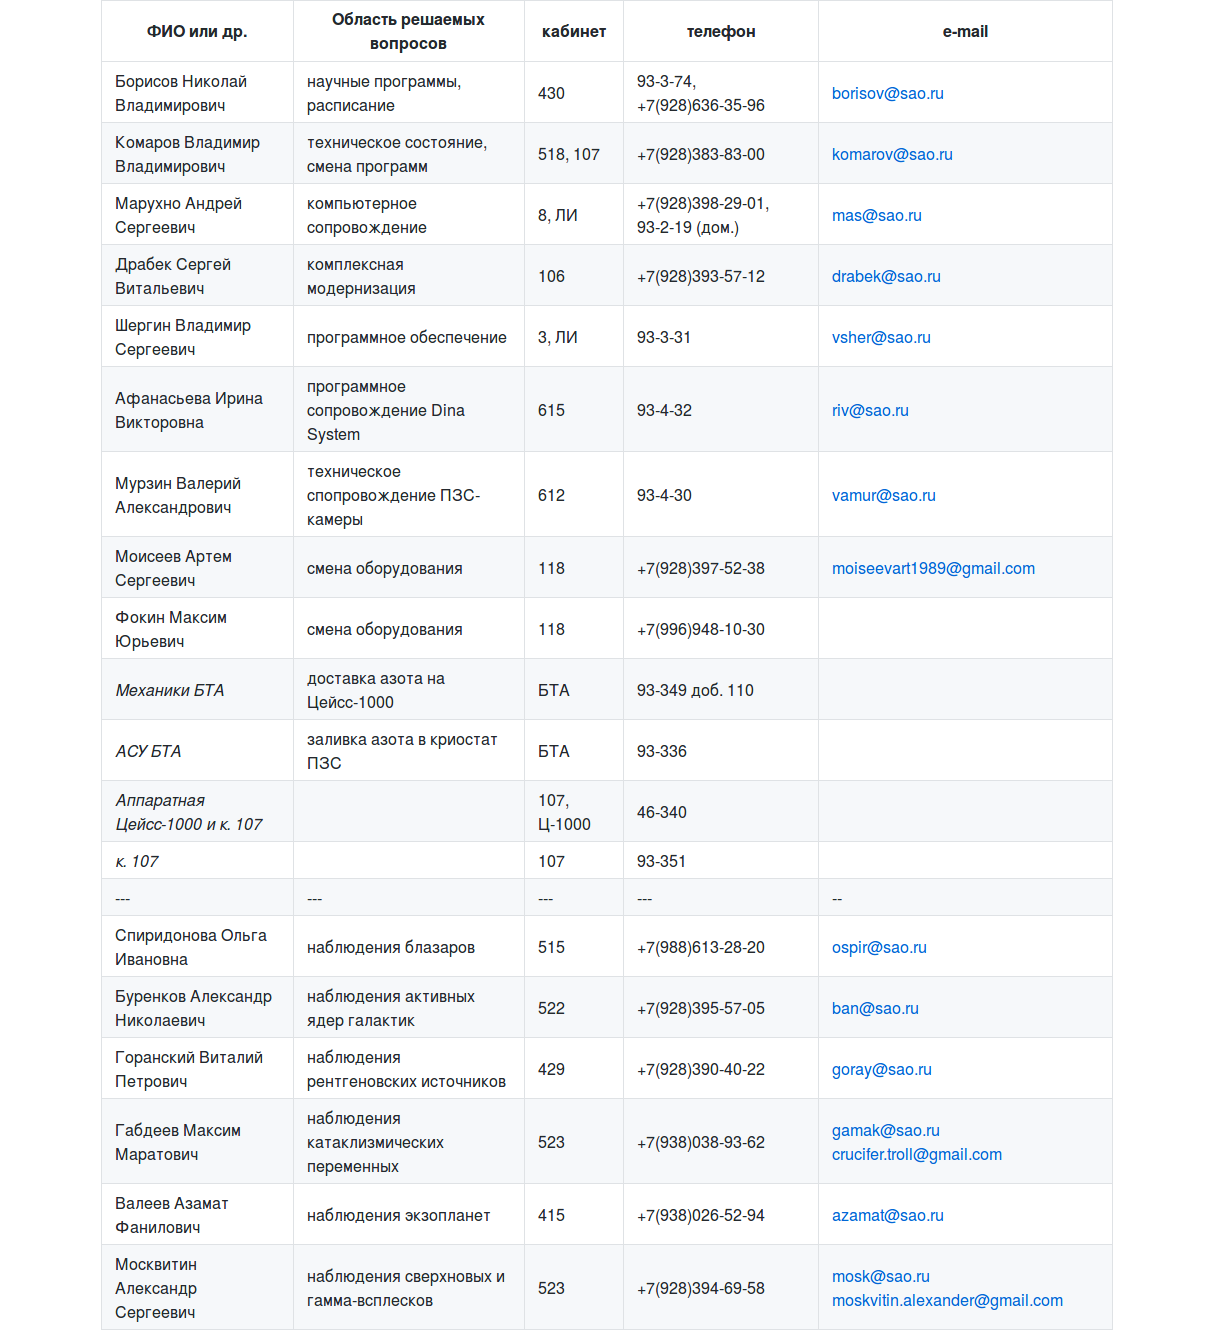 ФИО или др.
Область решаемых
вопросов
кабинет
телефон
e-mail
Борисов Николай
Владимирович
научные программы,
расписание
430
93-3-74,
+7(928)636-35-96
borisov@sao.ru
Комаров Владимир
Владимирович
техническое состояние,
смена программ
518, 107
+7(928)383-83-00
komarov@sao.ru
Марухно Андрей
Сергеевич
компьютерное
сопровождение
8, ЛИ
+7(928)398-29-01,
93-2-19 (дом.)
mas@sao.ru
Драбек Сергей
Витальевич
комплексная
модернизация
106
+7(928)393-57-12
drabek@sao.ru
Шергин Владимир
Сергеевич
программное обеспечение
3, ЛИ
93-3-31
vsher@sao.ru
Афанасьева Ирина
Викторовна
программное
сопровождение Dina
System
615
93-4-32
riv@sao.ru
Мурзин Валерий
Александрович
техническое
спопровождение ПЗС-
камеры
612
93-4-30
vamur@sao.ru
Моисеев Артем
Сергеевич
смена оборудования
118
+7(928)397-52-38
moiseevart1989@gmail.com
Фокин Максим
Юрьевич
смена оборудования
118
+7(996)948-10-30
Механики БТА
доставка азота на
Цейсс-1000
БТА
93-349 доб. 110
АСУ БТА
заливка азота в криостат
ПЗС
БТА
93-336
Аппаратная
Цейсс-1000 и к. 107
107,
Ц-1000
46-340
к. 107
107
93-351
---
---
---
---
--
Спиридонова Ольга
Ивановна
наблюдения блазаров
515
+7(988)613-28-20
ospir@sao.ru
Буренков Александр
Николаевич
наблюдения активных
ядер галактик
522
+7(928)395-57-05
ban@sao.ru
Горанский Виталий
Петрович
наблюдения
рентгеновских источников
429
+7(928)390-40-22
goray@sao.ru
Габдеев Максим
Маратович
наблюдения
катаклизмических
переменных
523
+7(938)038-93-62
gamak@sao.ru
crucifer.troll@gmail.com
Валеев Азамат
Фанилович
наблюдения экзопланет
415
+7(938)026-52-94
azamat@sao.ru
Москвитин
Александр
Сергеевич
наблюдения сверхновых и
гамма-всплесков
523
+7(928)394-69-58
mosk@sao.ru
moskvitin.alexander@gmail.com